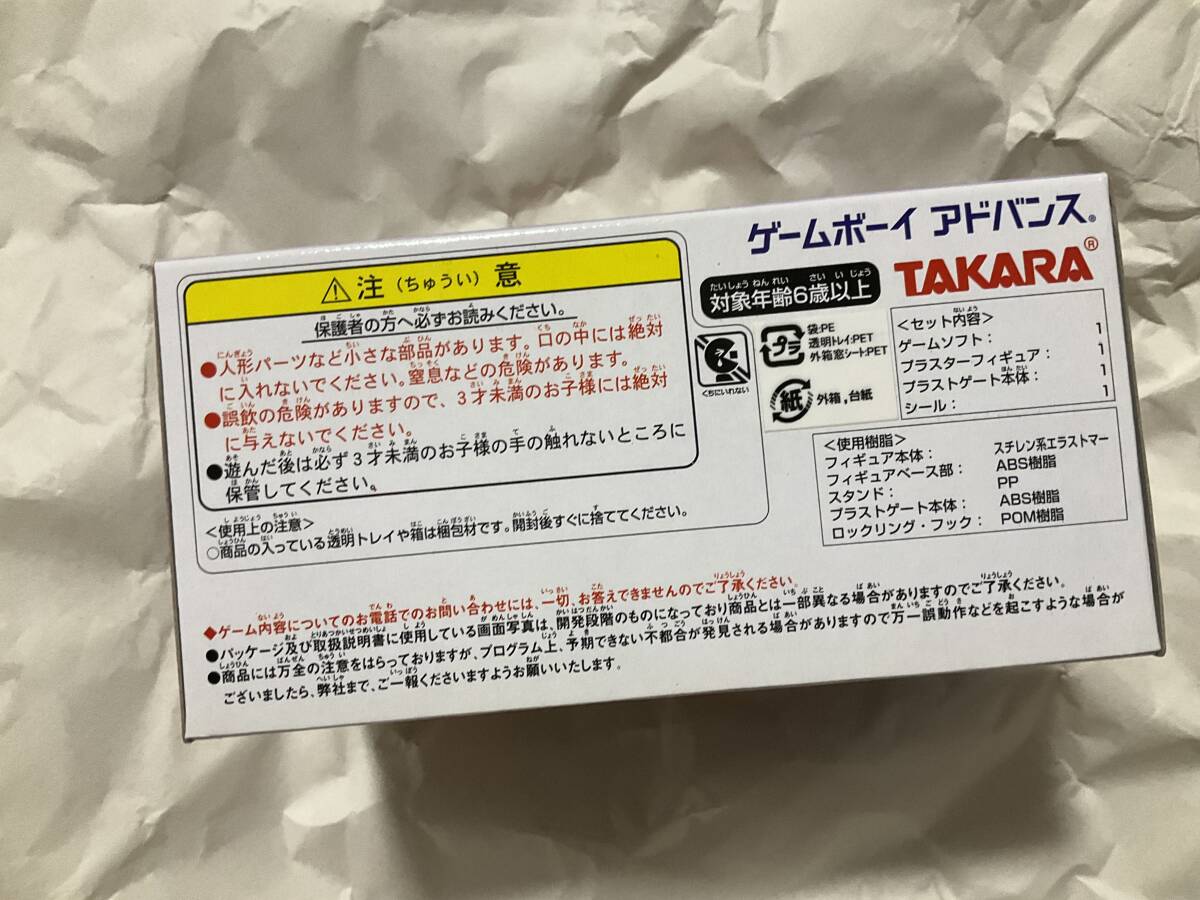 ゲームボーイ アドバンス®
TAKARA®
対象年齢6歳以上
たいしょうねんれい さいいじょう
⚠注(ちゅうい)意
保護者の方へ必ずお読みください。
●人形パーツなど小さな部品があります。口の中には絶対
に入れないでください。窒息などの危険があります。
●誤飲の危険がありますので、3才未満のお子様には絶対
に与えないでください。
●遊んだ後は必ず3才未満のお子様の手の触れないところに
保管してください。
くちにいれない
<使用上の注意>
○商品の入っている透明トレイや箱は梱包材です。開封後すぐに捨ててください。
プラ
袋:PE
透明トレイ:PET
外箱窓シート:PET
紙
外箱,台紙
<セット内容>
ゲームソフト: 1
プラスターフィギュア: 1
プラストゲート本体: 1
シール: 1
<使用樹脂>
フィギュア本体: スチレン系エラストマー
フィギュアベース部: ABS樹脂
スタンド: PP
プラストゲート本体: ABS樹脂
ロックリング・フック: POM樹脂
◆ゲーム内容についてのお電話でのお問い合わせには、一切、お答えできませんのでご了承ください。
●パッケージ及び取扱説明書に使用している画面写真は、開発段階のものになっており商品とは一部異なる場合がありますのでご了承ください。
●商品には万全の注意をはらっておりますが、プログラム上、予期できない不都合が発見される場合がありますので万一誤動作などを起こすような場合が
ございましたら、弊社まで、ご一報くださいますようお願いいたします。